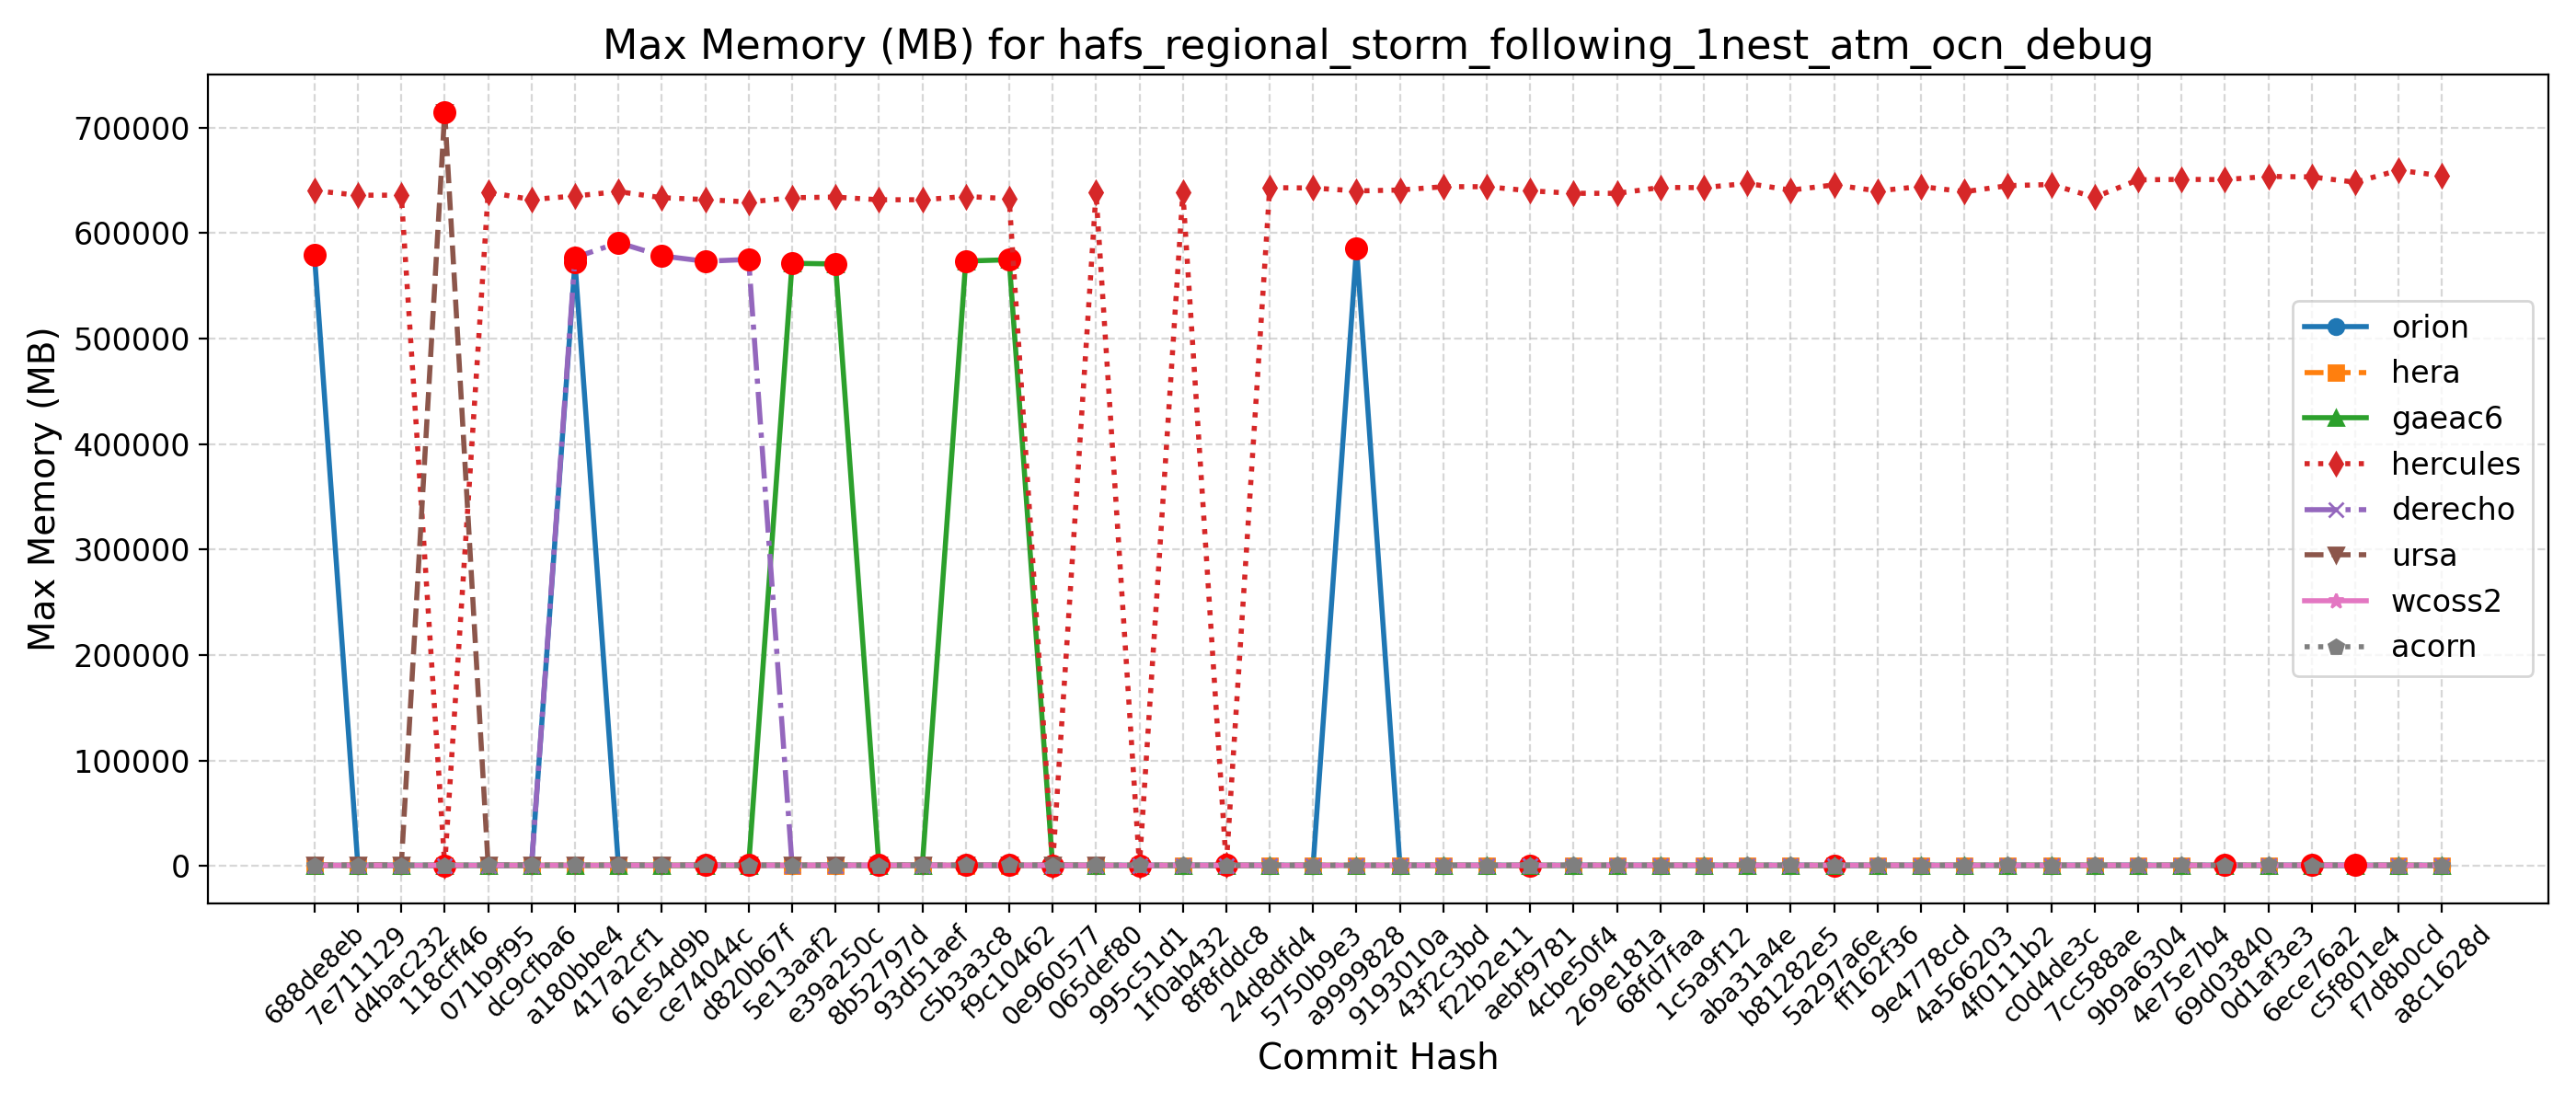 Max Memory (MB) for hafs_regional_storm_following_1nest_atm_ocn_debug
Max Memory (MB)
700000
600000
500000
400000
300000
200000
100000
0
orion
hera
gaeac6
hercules
derecho
ursa
wcoss2
acorn
688de8eb
7e711129
d4bac232
118cff46
071b9f95
dc9cfba6
a180bbe4
417a2cf1
61e54d9b
ce74044c
d820b67f
5e13aaf2
e39a250c
8b52797d
93d51aef
c5b3a3c8
f9c10462
0e960577
065def80
995c51d1
1f0ab432
8f8fddc8
24d8dfd4
5750b9e3
a9999828
9193010a
43f2c3bd
f22b2e11
aebf9781
4cbe50f4
269e181a
68fd7faa
1c5a9f12
aba31a4e
b81282e5
5a297a6e
ff162f36
9e4778cd
4a566203
4f0111b2
c0d4de3c
7cc588ae
9b9a6304
4e75e7b4
69d03840
0d1af3e3
6ece76a2
c5f801e4
f7d8b0cd
a8c1628d
Commit Hash